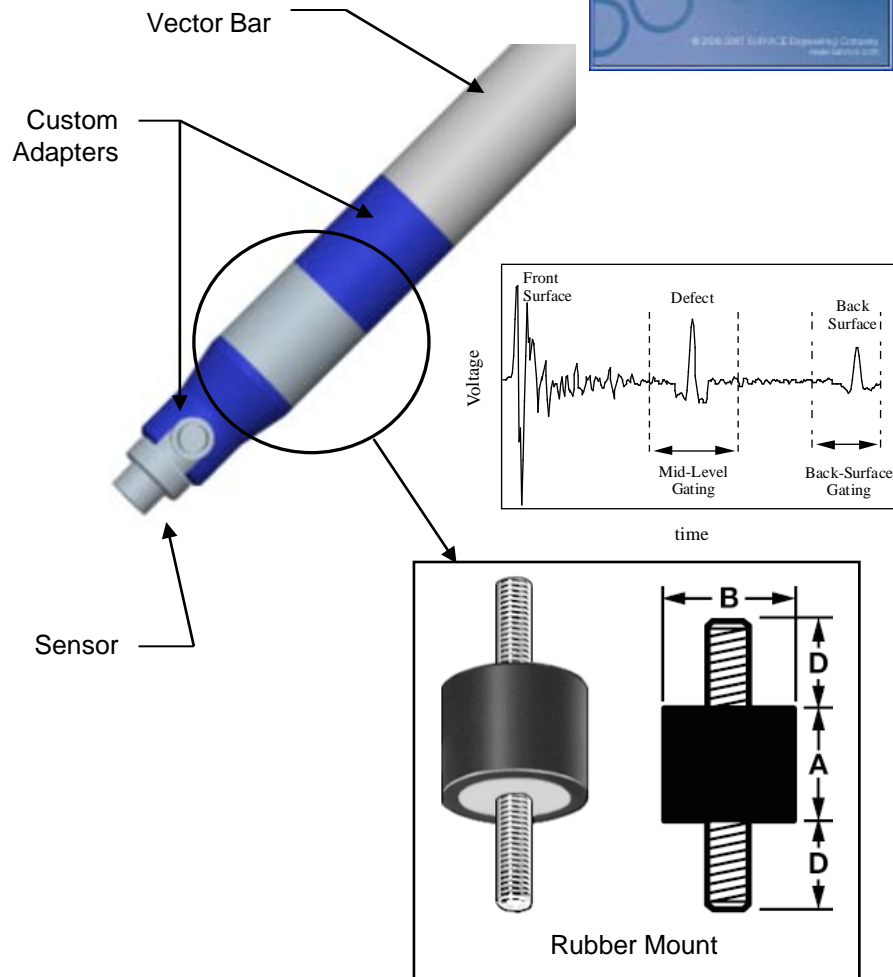 Vector Bar
Custom
Adapters
Front
Surface
Defect
Back
Surface
Voltage
Mid-Level
Gating
Back-Surface
Gating
time
Sensor
B
D
A
D
Rubber Mount